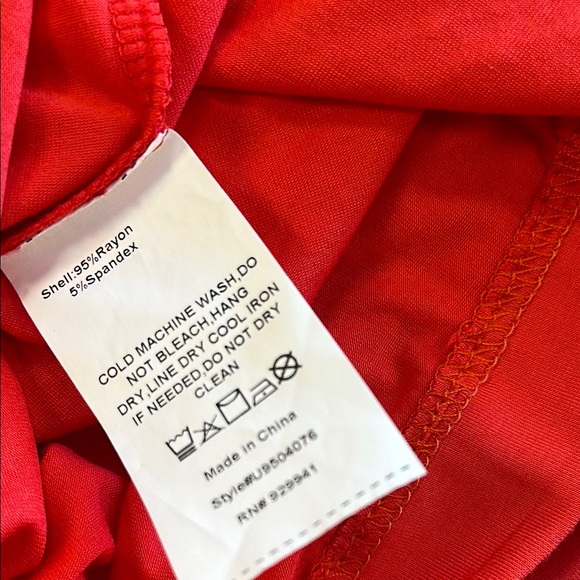 Shell:95%Rayon
5%Spandex
COLD MACHINE WASH,DO
NOT BLEACH,HANG
DRY,LINE DRY COOL IRON
IF NEEDED,DO NOT DRY
CLEAN
Made in China
Style#U9504076
RN# 929941